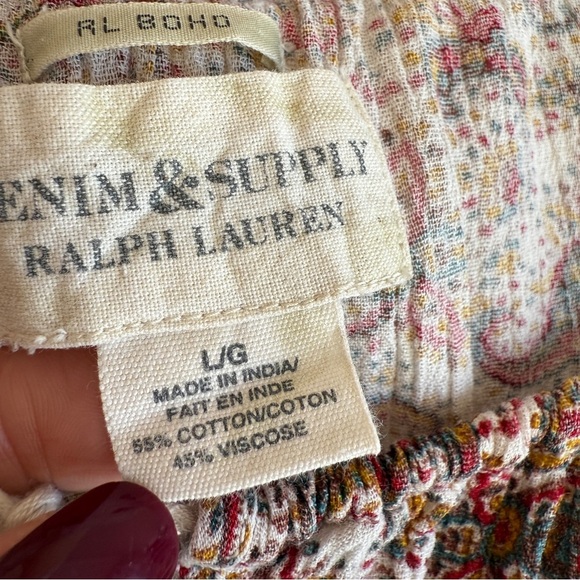 RL BOHO
ENIM & SUPPLY
RALPH LAUREN
L/G
MADE IN INDIA/
FAIT EN INDE
55% COTTON/COTON
45% VISCOSE